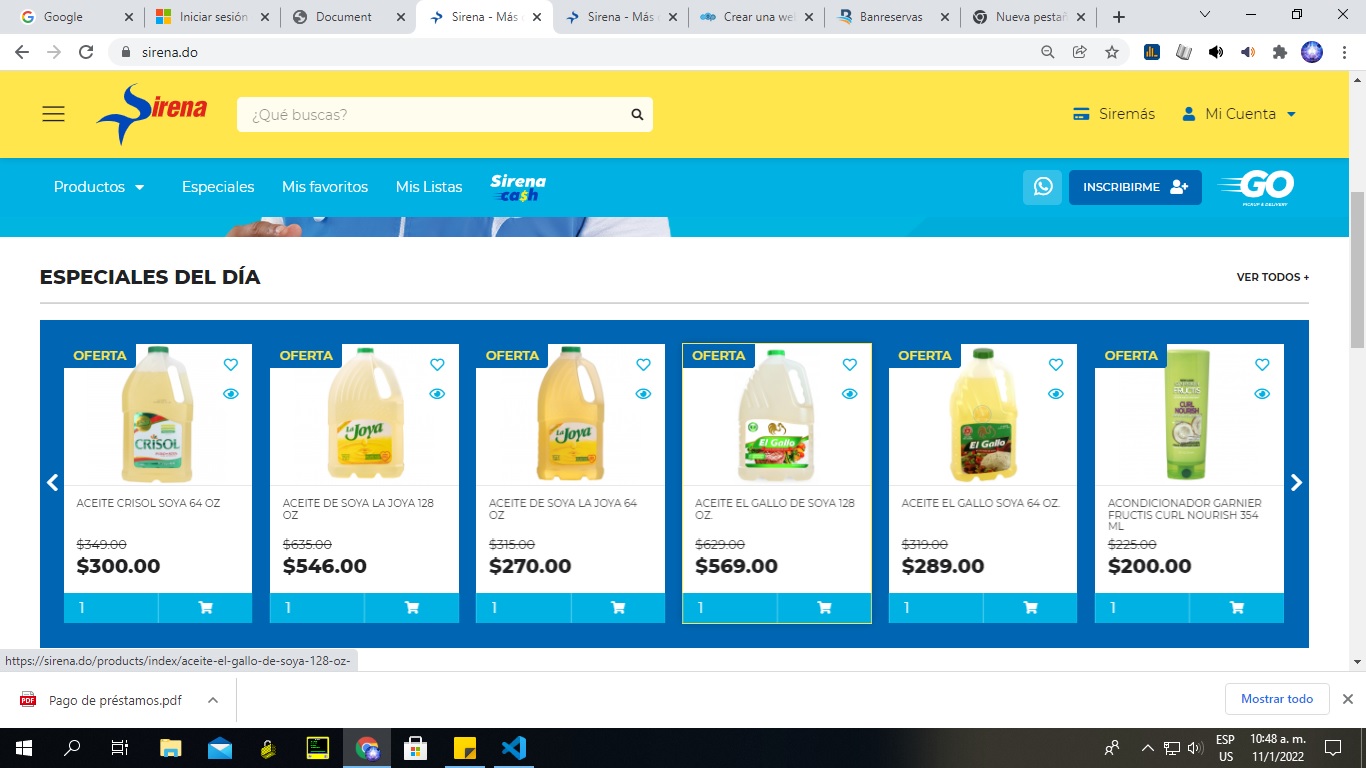 Google
Iniciar sesión
Document
Sirena - Más
Sirena - Más
Crear una we
Banreservas
Nueva pestañ
sirena.do
Sirena
¿Qué buscas?
Siremás
Mi Cuenta
Productos
Especiales
Mis favoritos
Mis Listas
Sirena
ca$h
INSCRIBIRME
GO
PICKUP & DELIVERY
ESPECIALES DEL DÍA
VER TODOS +
OFERTA
CRISOL
ACEITE CRISOL SOYA 64 OZ
$349.00
$300.00
1
OFERTA
La Joya
ACEITE DE SOYA LA JOYA 128
OZ
$635.00
$546.00
1
OFERTA
La Joya
ACEITE DE SOYA LA JOYA 64
OZ
$315.00
$270.00
1
OFERTA
El Gallo
ACEITE EL GALLO DE SOYA 128
OZ.
$629.00
$569.00
1
OFERTA
El Gallo
ACEITE EL GALLO SOYA 64 OZ.
$319.00
$289.00
1
OFERTA
FRUCTIS
CURL
NOURISH
ACONDICIONADOR GARNIER
FRUCTIS CURL NOURISH 354
ML
$225.00
$200.00
1
https://sirena.do/products/index/aceite-el-gallo-de-soya-128-oz-
PDF
Pago de préstamos.pdf
Mostrar todo
ESP
US
10:48 a. m.
11/1/2022